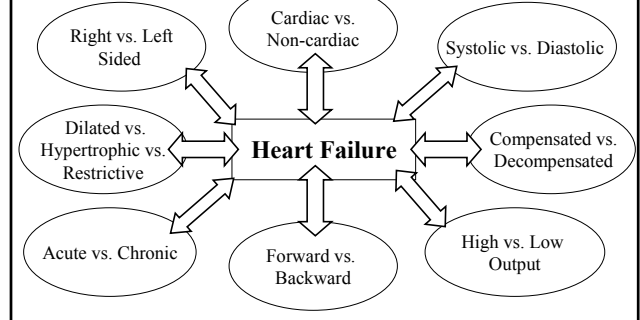 Cardiac vs.
Non-cardiac
Right vs. Left
Sided
Systolic vs. Diastolic
Dilated vs.
Hypertrophic vs.
Restrictive
Heart Failure
Compensated vs.
Decompensated
Acute vs. Chronic
Forward vs.
Backward
High vs. Low
Output